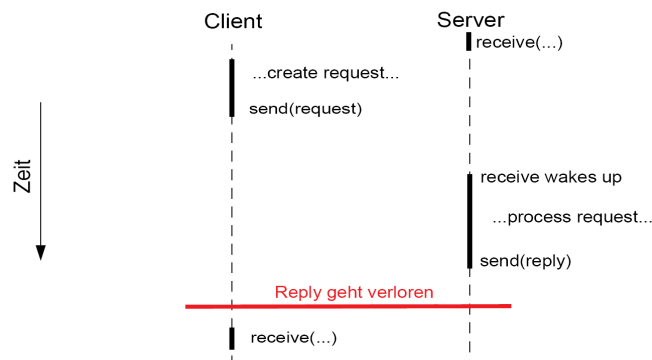 Client
Server
receive(...)
...create request...
send(request)
Zeit
receive wakes up
...process request...
send(reply)
Reply geht verloren
receive(...)